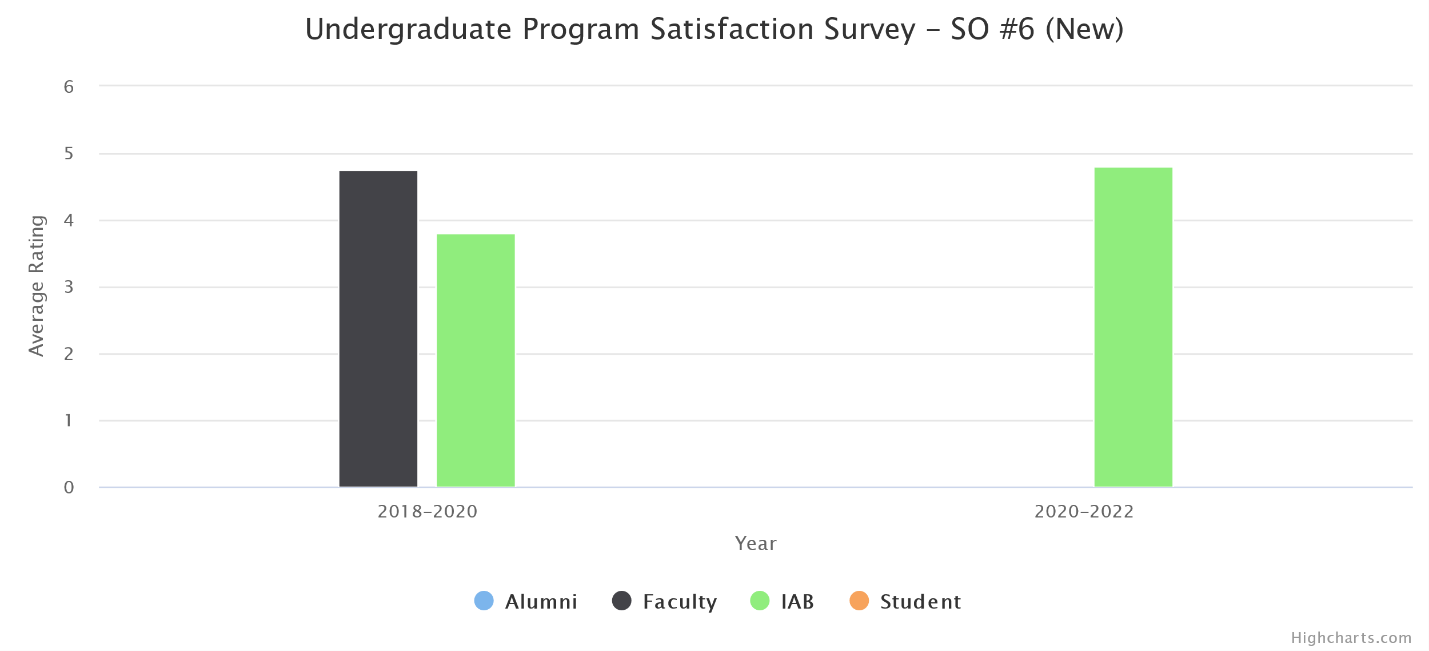 Undergraduate Program Satisfaction Survey – SO #6 (New)
6
5
4
3
2
1
0
Average Rating
2018–2020 2020–2022
Year
Alumni Faculty IAB Student
Highcharts.com